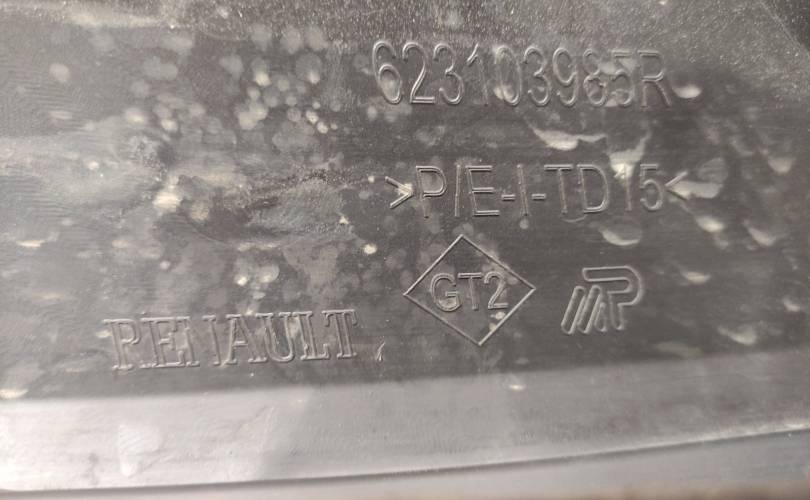 623103985R
>P/E-I-TD15<
GT2
RENAULT